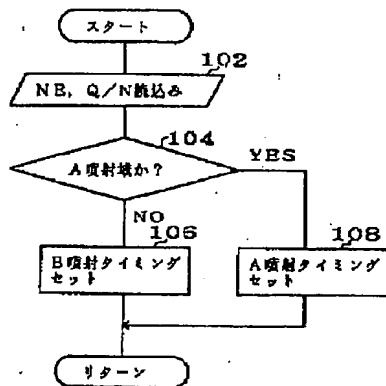 スタート
102
NE, Q/N読込み
104
A噴射域か?
YES
NO
106
B噴射タイミング
セット
108
A噴射タイミング
セット
リターン